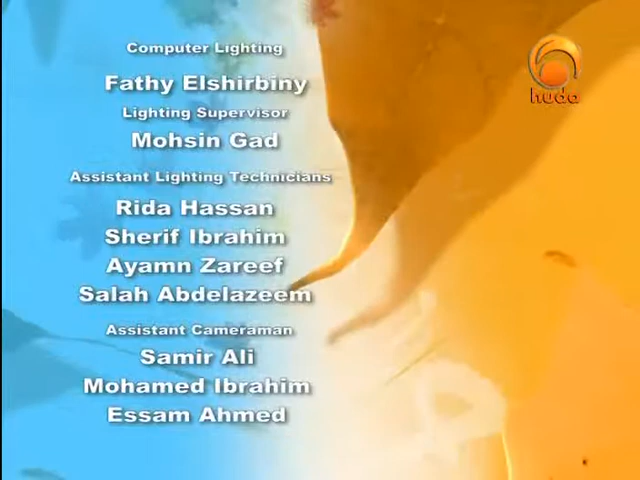 Computer Lighting
Fathy Elshirbiny
Lighting Supervisor
Mohsin Gad
Assistant Lighting Technicians
Rida Hassan
Sherif Ibrahim
Ayamn Zareef
Salah Abdelazeem
Assistant Cameraman
Samir Ali
Mohamed Ibrahim
Essam Ahmed
huda